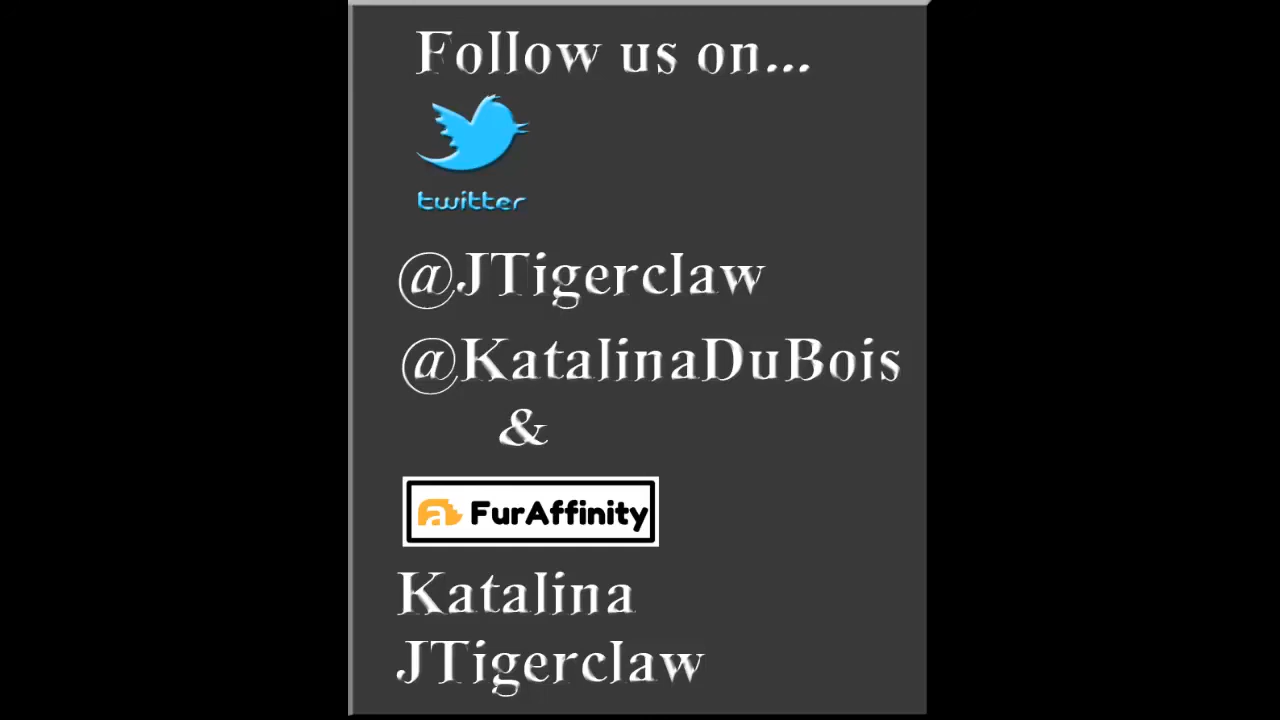 Follow us on...
twitter
@JTigerclaw
@KatalinaDuBois
&
a FurAffinity
Katalina
JTigerclaw